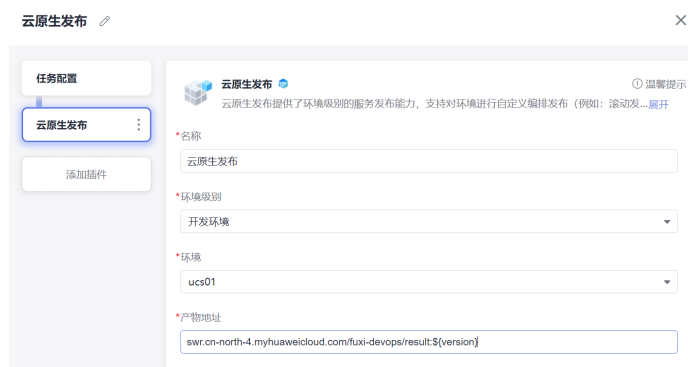 云原生发布
任务配置
云原生发布
添加插件
云原生发布
温馨提示
云原生发布提供了环境级别的服务发布能力，支持对环境进行自定义编排发布（例如：滚动发...展开
*名称
云原生发布
*环境级别
开发环境
*环境
ucs01
*产物地址
swr.cn-north-4.myhuaweicloud.com/fuxi-devops/result:${version}